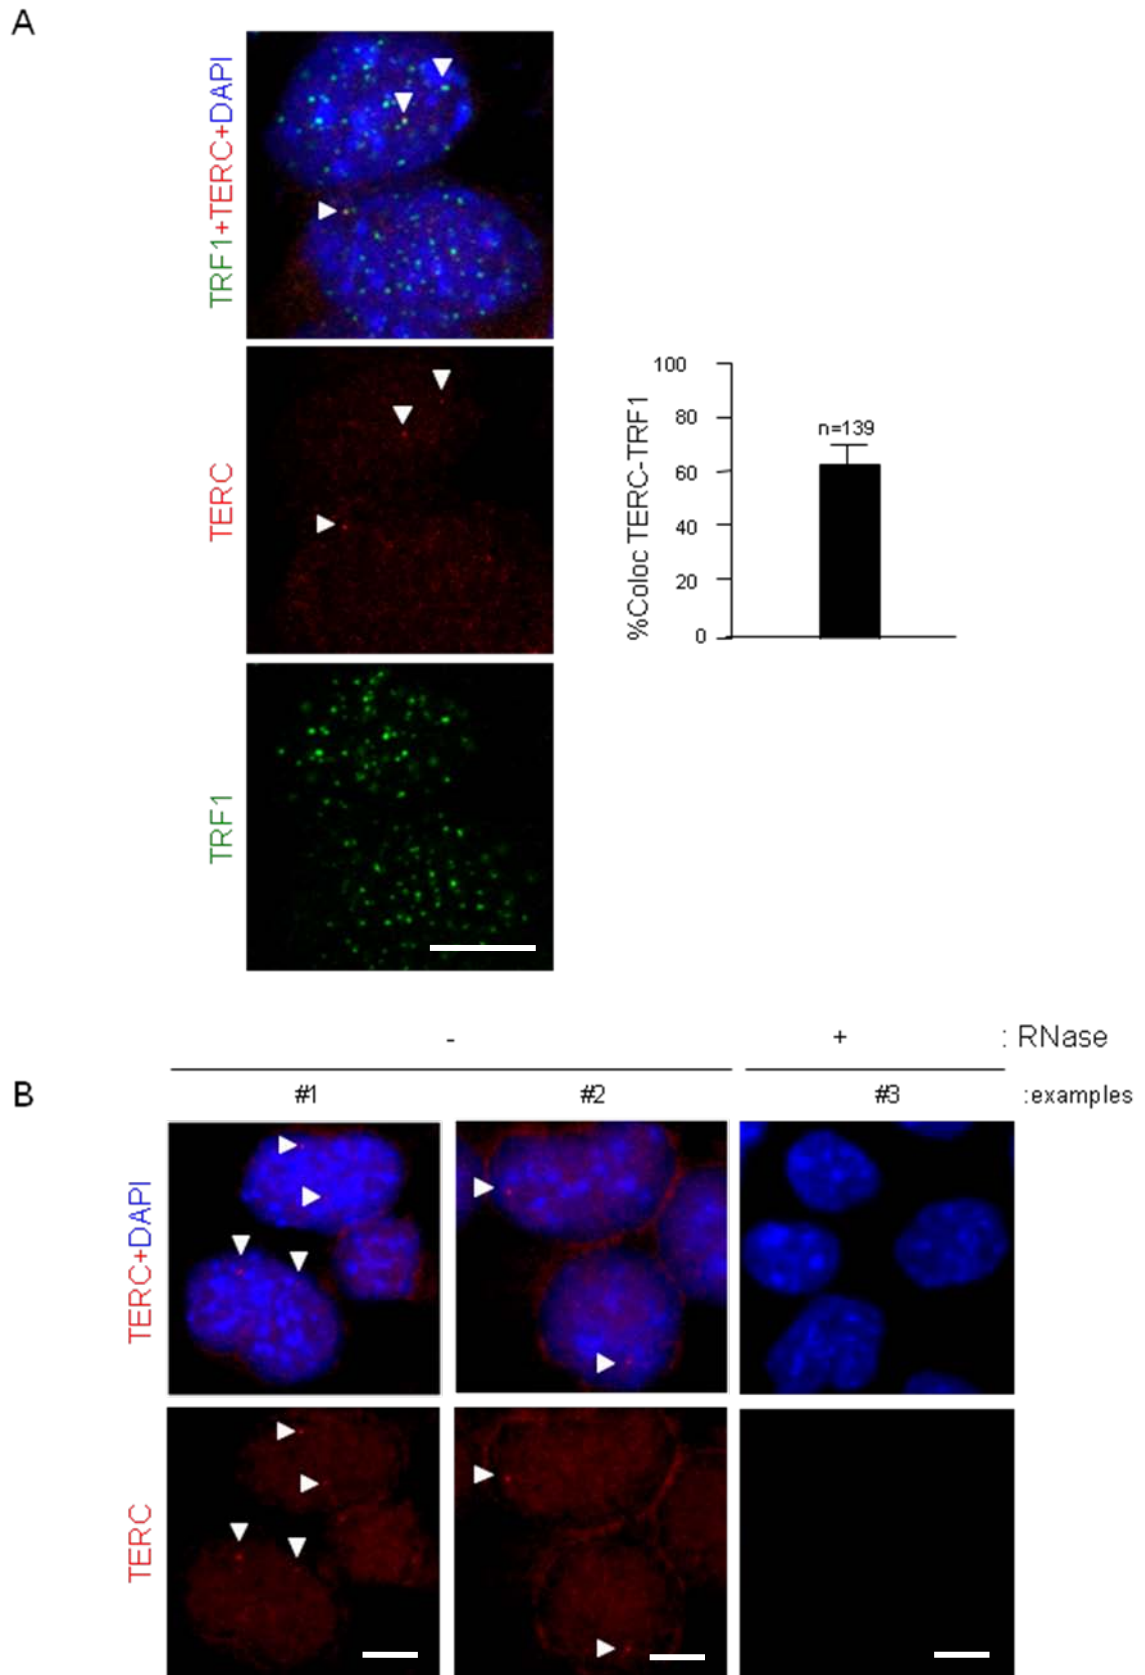 A
TRF1+TERC+DAPI
TERC
TRF1
%Coloc TERC-TRF1
100
80
60
40
20
0
n=139
- + : RNase
B
#1 #2 #3 :examples
TERC+DAPI
TERC